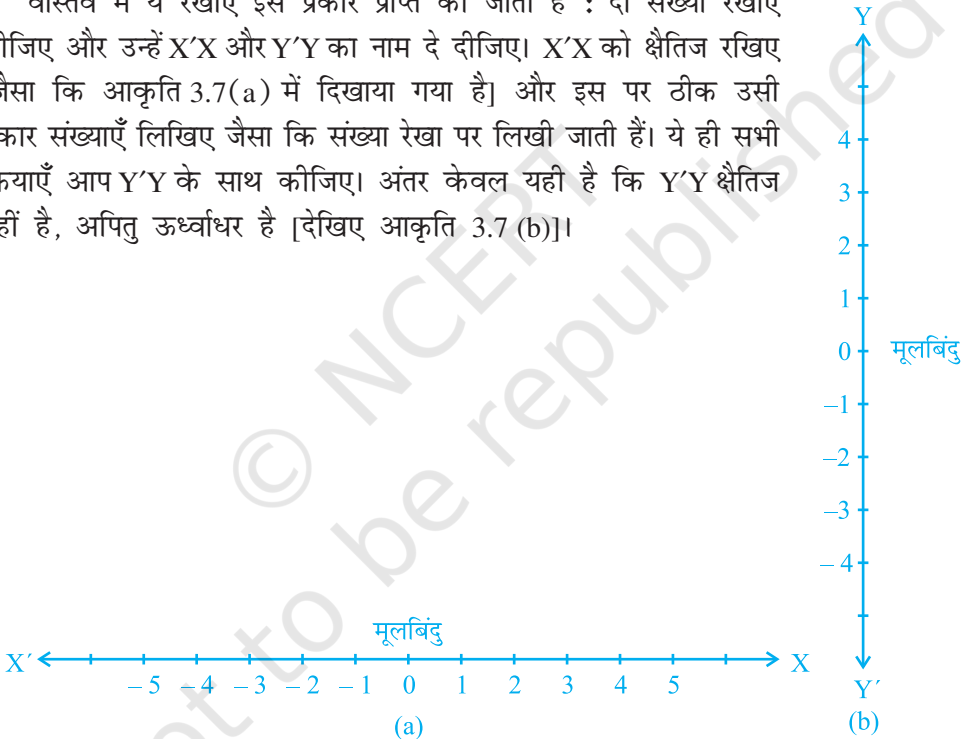 वास्तव में ये रेखाएँ इस प्रकार प्राप्त की जाती हैं : दो संख्या रेखाएँ
और उन्हें X′X और Y′Y का नाम दे दीजिए। X′X को क्षैतिज रखिए
कि आकृति 3.7(a) में दिखाया गया है] और इस पर ठीक उसी
संख्याएँ लिखिए जैसा कि संख्या रेखा पर लिखी जाती हैं। ये ही सभी
आप Y′Y के साथ कीजिए। अंतर केवल यही है कि Y′Y क्षैतिज
है, अपितु ऊर्ध्वाधर है [देखिए आकृति 3.7 (b)]।
Y
4
3
2
1
0 मूलबिंदु
–1
–2
–3
– 4
Y′
(b)
मूलबिंदु
X′ X
– 5 – 4 – 3 – 2 – 1 0 1 2 3 4 5
(a)
© NCERT
not to be republished